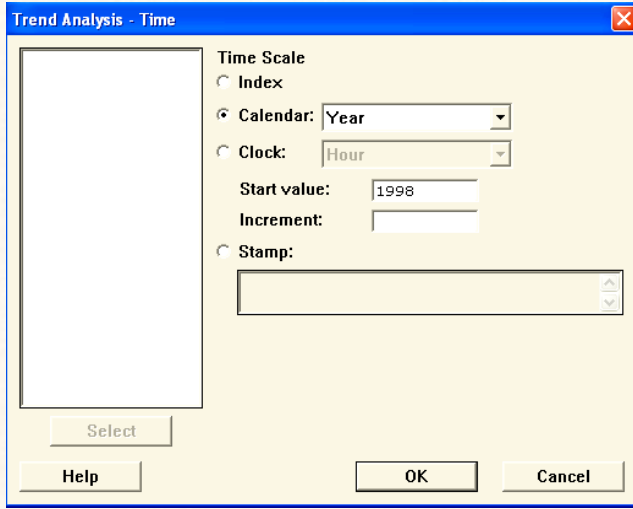 Trend Analysis - Time
Time Scale
Index
Calendar: Year
Clock: Hour
Start value: 1998
Increment:
Stamp:
Select
Help OK Cancel